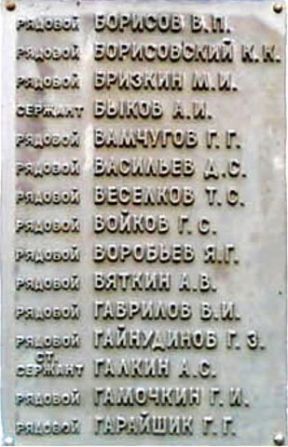 РЯДОВОЙ БОРИСОВ В.П.
РЯДОВОЙ БОРИСОВСКИЙ К.К.
РЯДОВОЙ БРИЗКИН М.И.
СЕРЖАНТ БЫКОВ А.И.
РЯДОВОЙ ВАМЧУГОВ Г.Г.
РЯДОВОЙ ВАСИЛЬЕВ Д.С.
РЯДОВОЙ ВЕСЕЛКОВ Т.С.
РЯДОВОЙ ВОЙКОВ Г.С.
РЯДОВОЙ ВОРОБЬЕВ Я.Г.
РЯДОВОЙ ВЯТКИН А.В.
РЯДОВОЙ ГАВРИЛОВ В.И.
РЯДОВОЙ ГАЙНУДИНОВ Г.З.
СТ. СЕРЖАНТ ГАЛКИН А.С.
РЯДОВОЙ ГАМОЧКИН Г.И.
РЯДОВОЙ ГАРАЙШИК Г.Г.